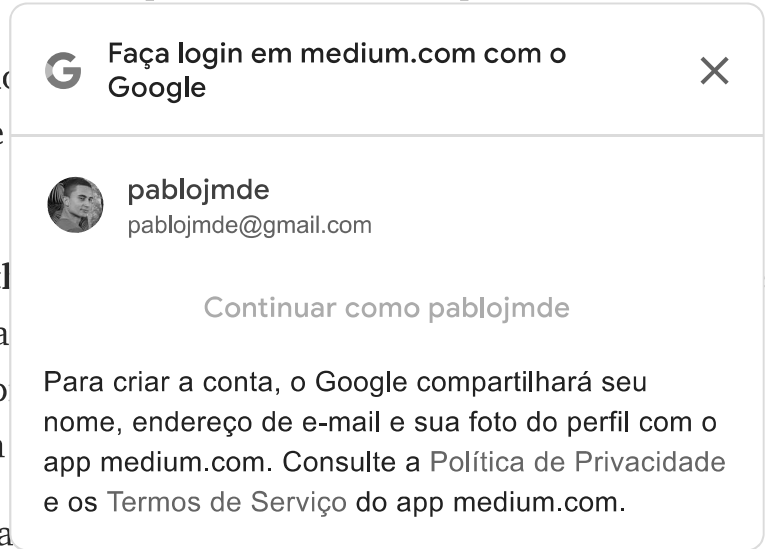 Faça login em medium.com com o
Google
pablojmde
pablojmde@gmail.com
Continuar como pablojmde
Para criar a conta, o Google compartilhará seu
nome, endereço de e-mail e sua foto do perfil com o
app medium.com. Consulte a Política de Privacidade
e os Termos de Serviço do app medium.com.